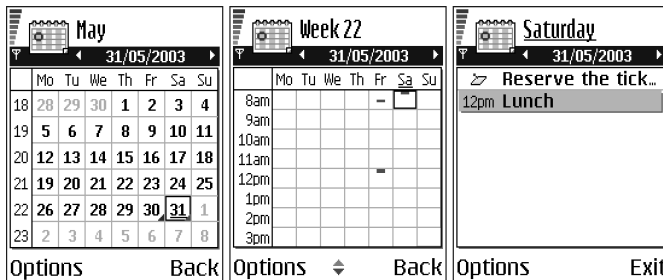 May
31/05/2003
Mo Tu We Th Fr Sa Su
18 28 29 30 1 2 3 4
19 5 6 7 8 9 10 11
20 12 13 14 15 16 17 18
21 19 20 21 22 23 24 25
22 26 27 28 29 30 31 1
23 2 3 4 5 6 7 8
Options Back
Week 22
31/05/2003
Mo Tu We Th Fr Sa Su
8am
9am
10am
11am
12pm
1pm
2pm
3pm
Options Back
Saturday
31/05/2003
Reserve the tick...
12pm Lunch
Options Exit